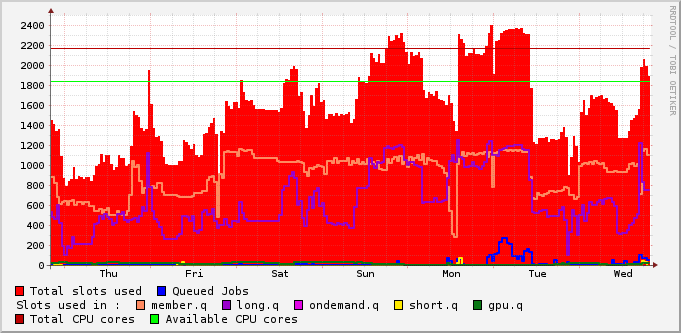 2400
2200
2000
1800
1600
1400
1200
1000
800
600
400
200
0
Thu Fri Sat Sun Mon Tue Wed
RRDTOOL / TOBI OETIKER
Total slots used Queued Jobs
Slots used in : member.q long.q ondemand.q short.q gpu.q
Total CPU cores Available CPU cores